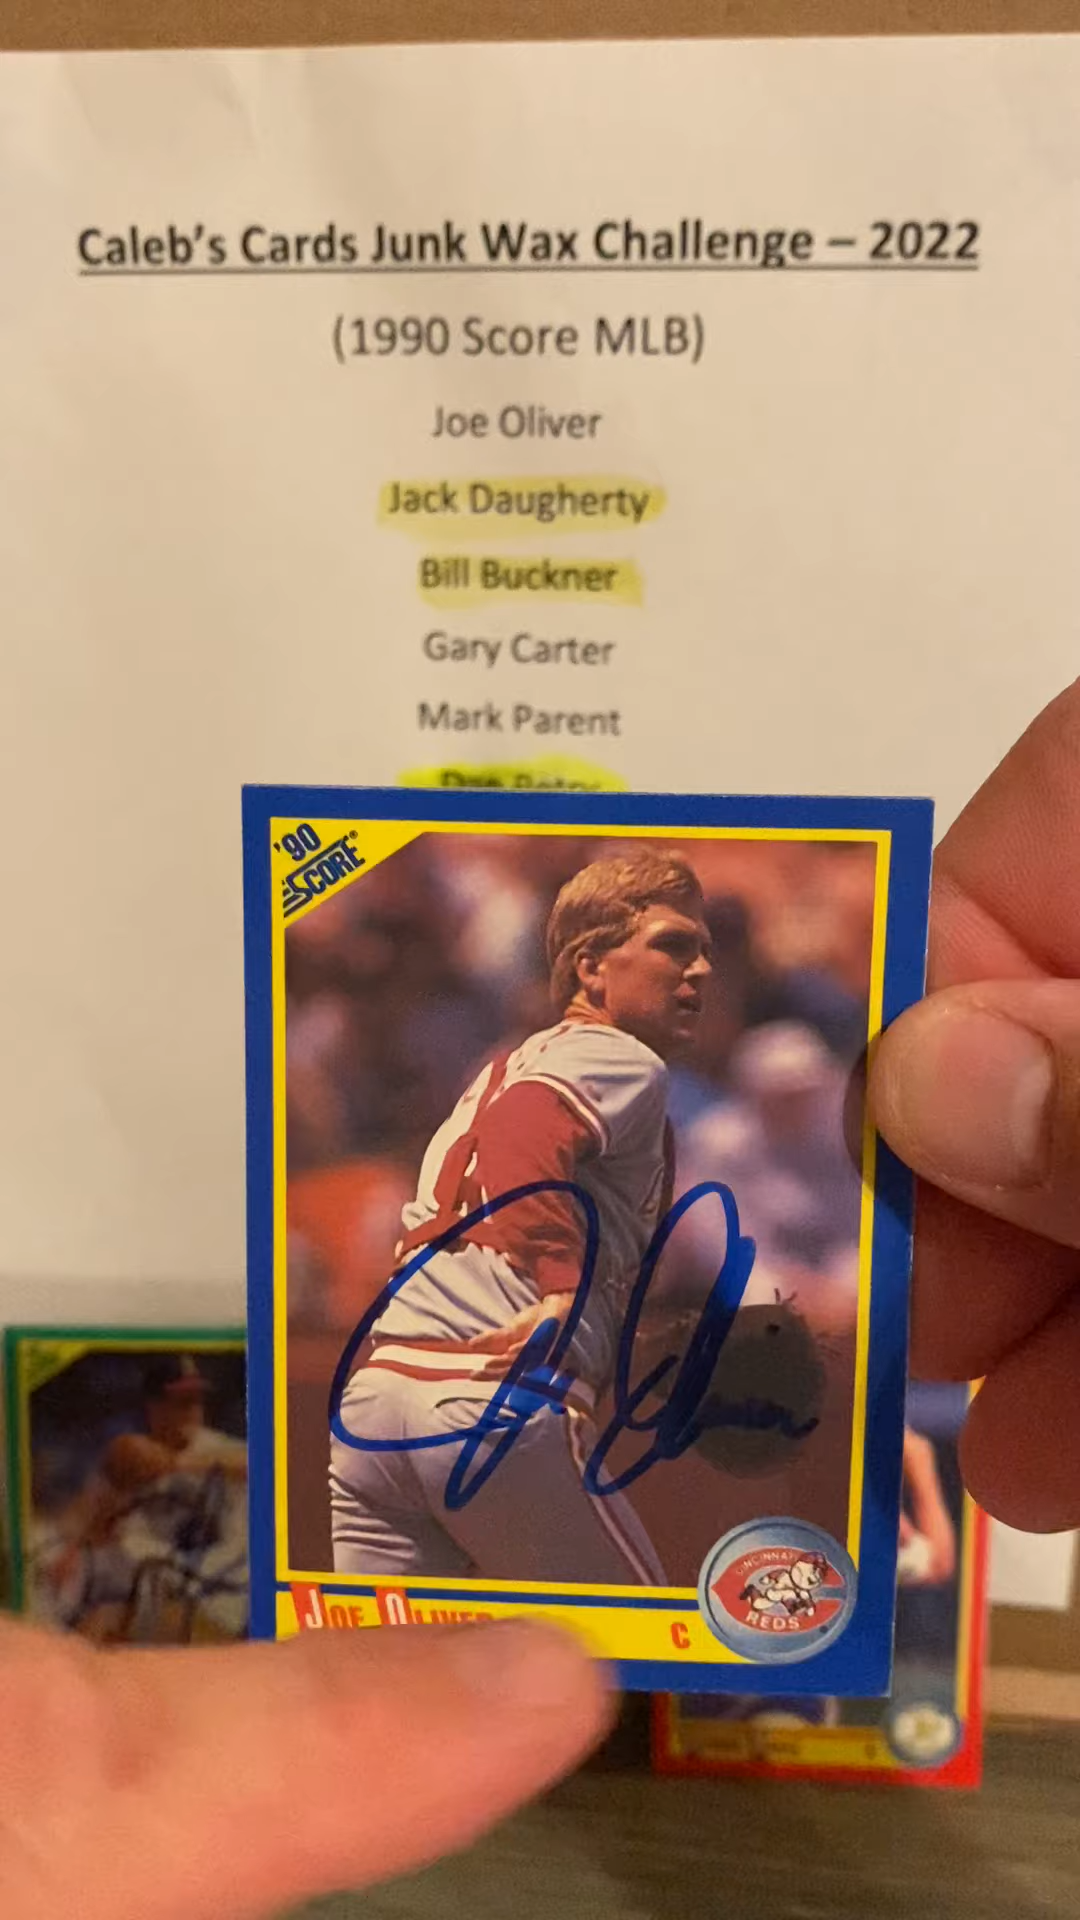 Caleb's Cards Junk Wax Challenge – 2022
(1990 Score MLB)
Joe Oliver
Jack Daugherty
Bill Buckner
Gary Carter
Mark Parent
'90
SCORE®
CINCINNATI
REDS
JOE OLIVER
C